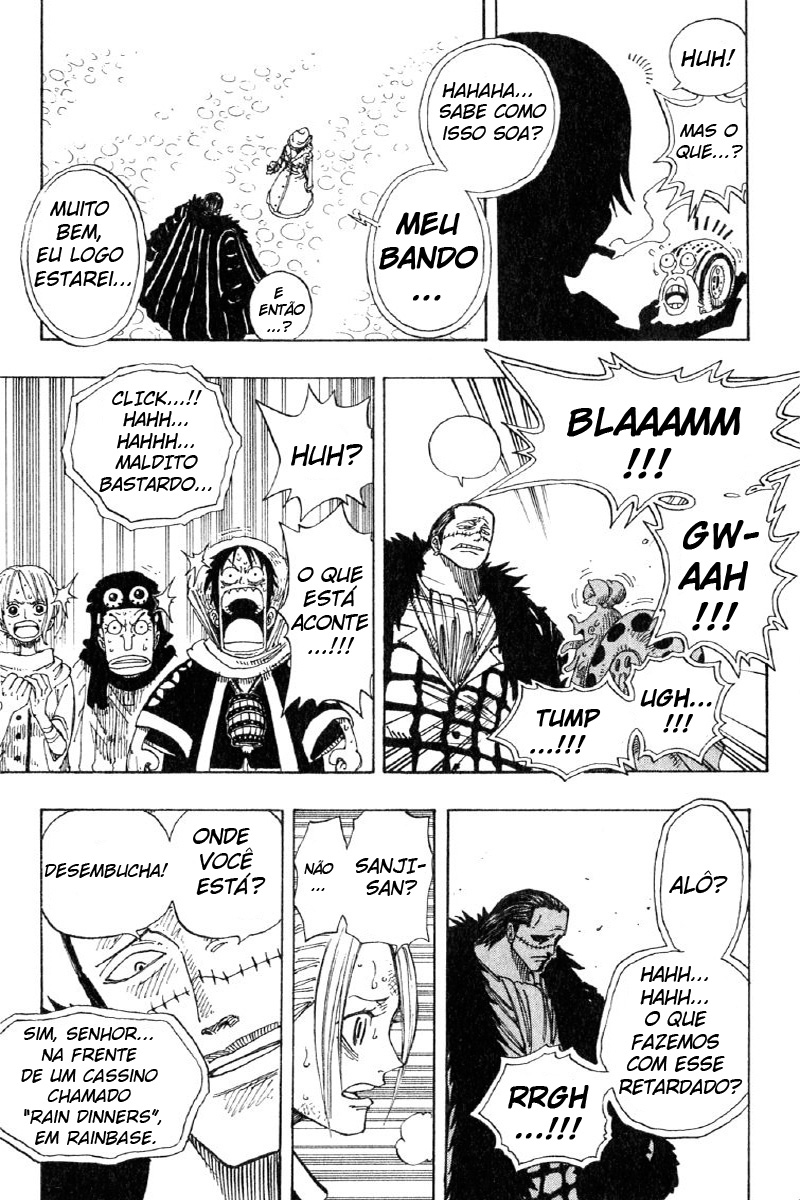 HUH!
MAS O
QUE...?
HAHAHA...
SABE COMO
ISSO SOA?
MEU
BANDO
...
E
ENTÃO
...?
MUITO
BEM,
EU LOGO
ESTAREI...
BLAAAMM
!!!
GW-
AAH
!!!
UGH...
!!!
TUMP
...!!!
HUH?
O QUE
ESTÁ
ACONTE
...!!!
CLICK...!!
HAHH...
HAHHH...
MALDITO
BASTARDO...
ALÔ?
HAHH...
HAHH...
O QUE
FAZEMOS
COM ESSE
RETARDADO?
RRGH
...!!!
SANJI-
SAN?
NÃO
...
ONDE
VOCÊ
ESTÁ?
DESEMBUCHA!
SIM, SENHOR...
NA FRENTE
DE UM CASSINO
CHAMADO
"RAIN DINNERS",
EM RAINBASE.